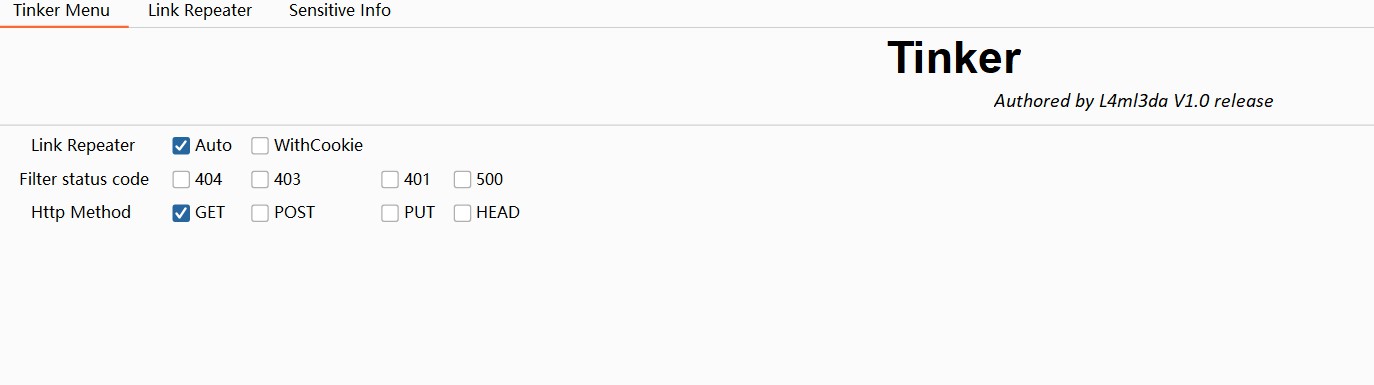 Tinker Menu Link Repeater Sensitive Info
Tinker
Authored by L4ml3da V1.0 release
Link Repeater Auto WithCookie
Filter status code 404 403 401 500
Http Method GET POST PUT HEAD